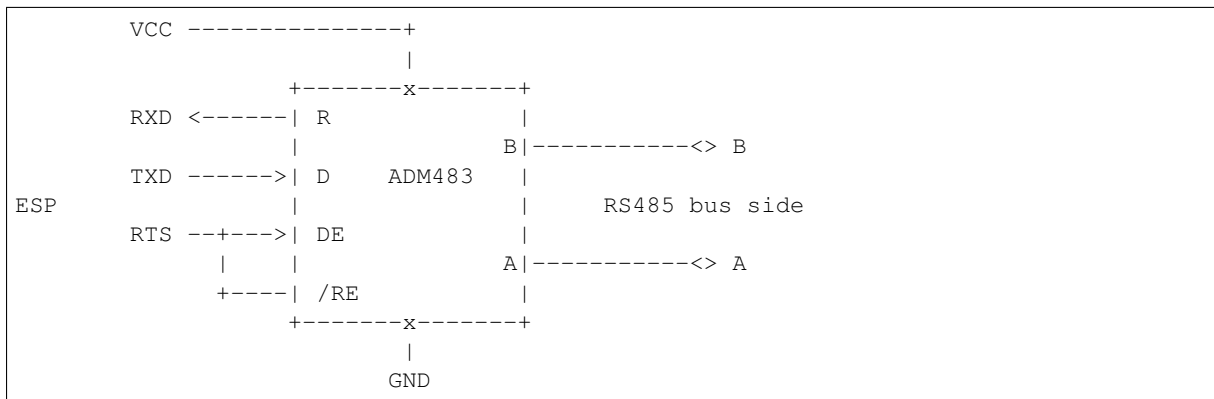 VCC ---------------+
|
+-------x-------+
RXD <------| R             |
|              B|-----------<> B
TXD ------>| D    ADM483   |
ESP           |               |     RS485 bus side
RTS --+--->| DE            |
|    |              A|-----------<> A
+----| /RE           |
+-------x-------+
|
GND